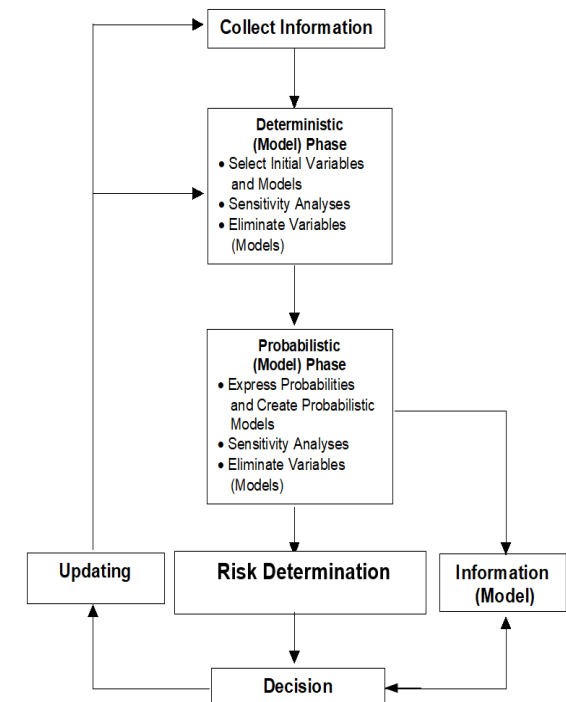 Collect Information
Deterministic
(Model) Phase
• Select Initial Variables
and Models
• Sensitivity Analyses
• Eliminate Variables
(Models)
Probabilistic
(Model) Phase
• Express Probabilities
and Create Probabilistic
Models
• Sensitivity Analyses
• Eliminate Variables
(Models)
Updating
Risk Determination
Information
(Model)
Decision